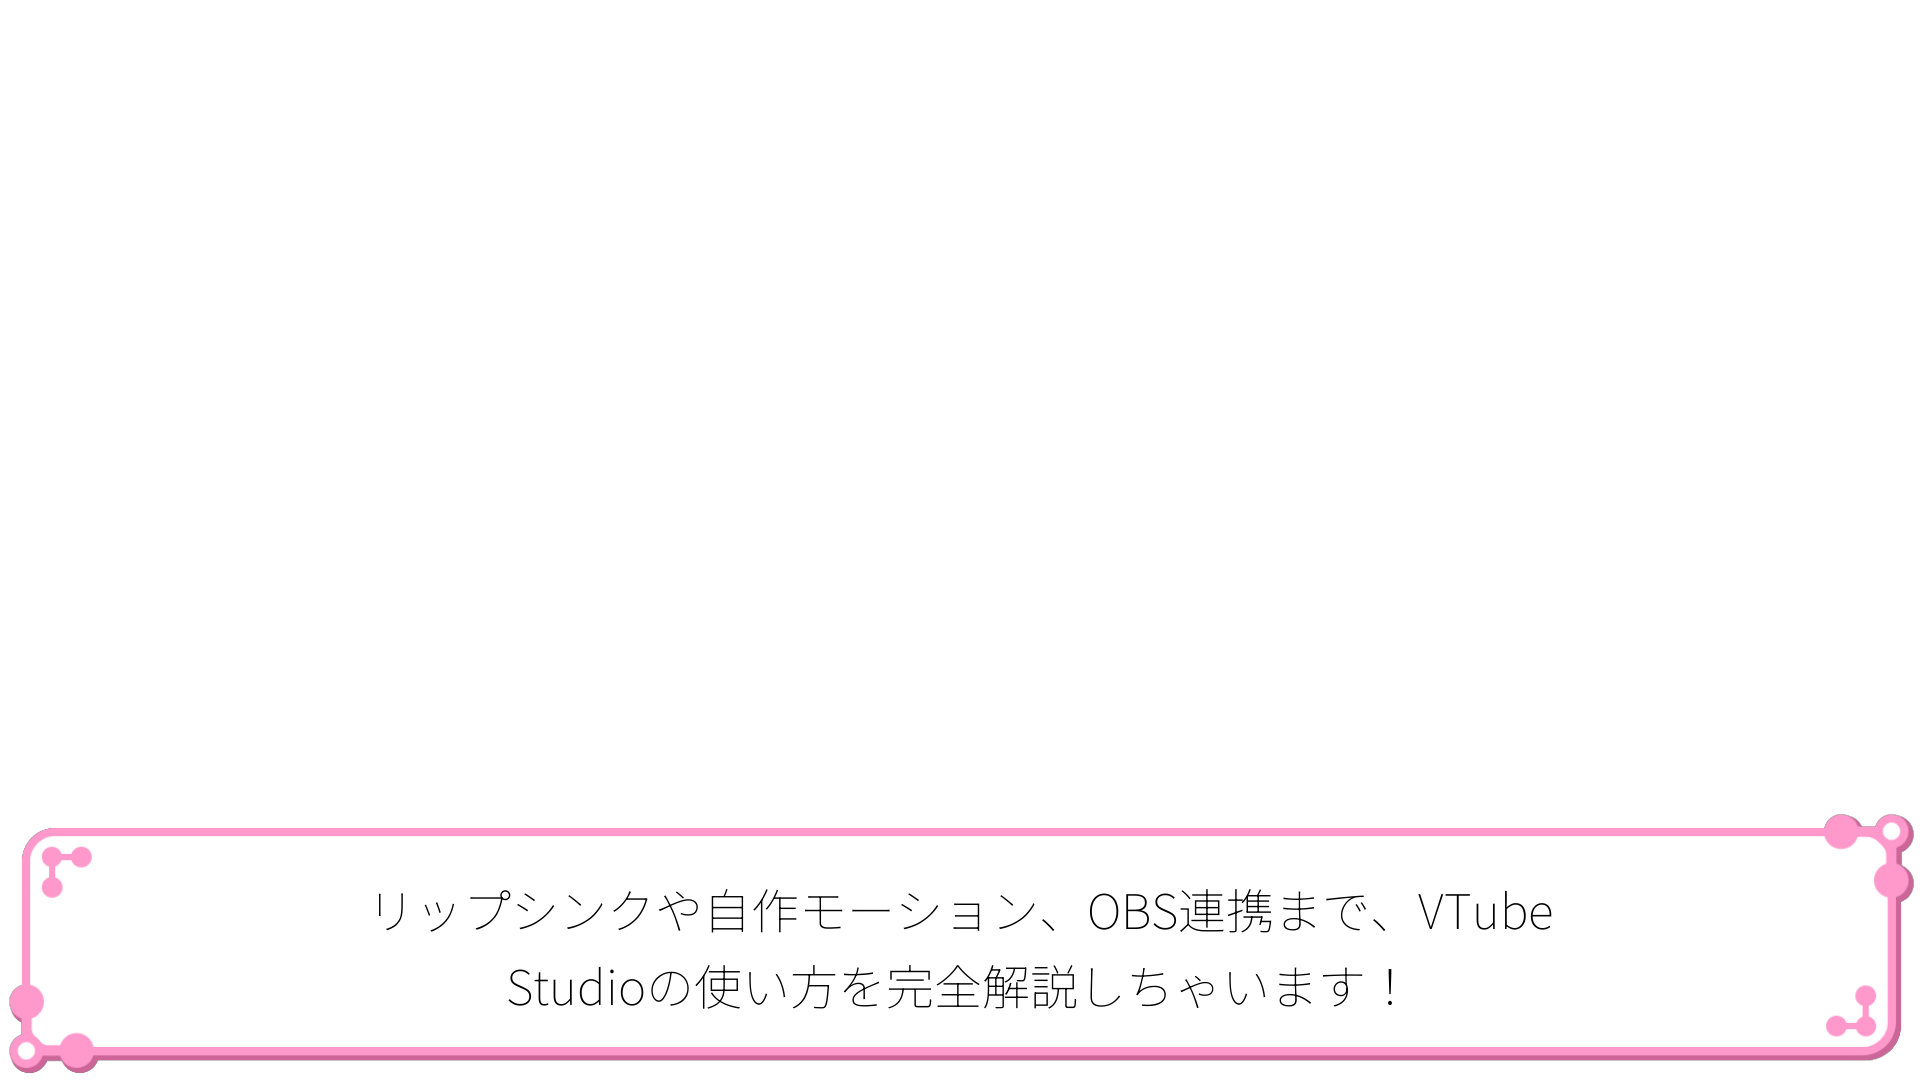 リップシンクや自作モーション、OBS連携まで、VTube
Studioの使い方を完全解説しちゃいます！